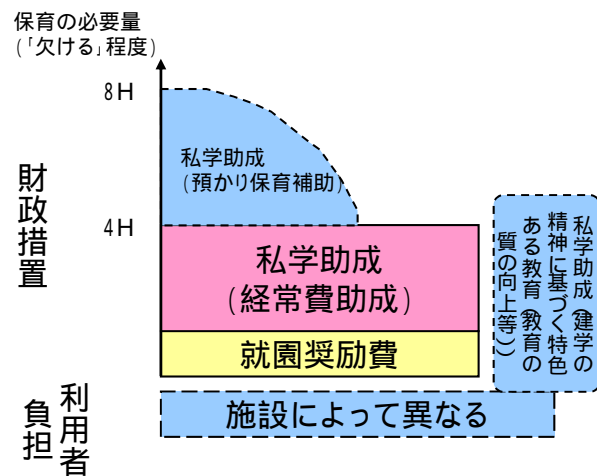 保育の必要量
(「欠ける」程度)
8H
私学助成
(預かり保育補助)
財政措置
4H
私学助成
(経常費助成)
就園奨励費
私学助成(建学の
精神に基づく特色
ある教育(教育の
質の向上等))
利用者
負担
施設によって異なる